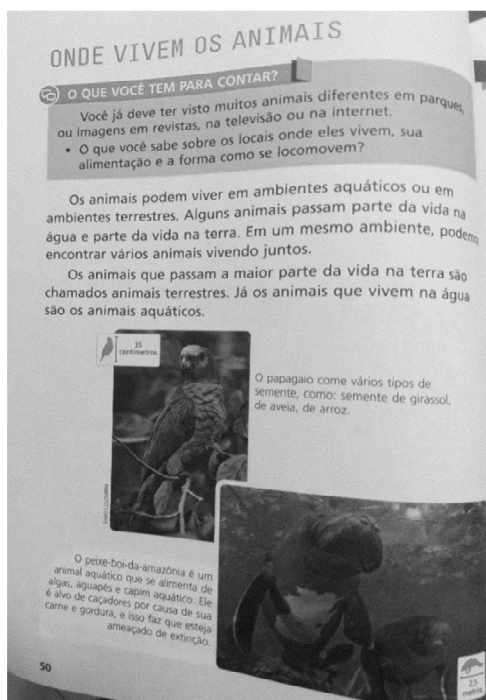 ONDE VIVEM OS ANIMAIS
O QUE VOCÊ TEM PARA CONTAR?
Você já deve ter visto muitos animais diferentes em parques,
ou imagens em revistas, na televisão ou na internet.
• O que você sabe sobre os locais onde eles vivem, sua
alimentação e a forma como se locomovem?
Os animais podem viver em ambientes aquáticos ou em
ambientes terrestres. Alguns animais passam parte da vida na
água e parte da vida na terra. Em um mesmo ambiente, podemos
encontrar vários animais vivendo juntos.
Os animais que passam a maior parte da vida na terra são
chamados animais terrestres. Já os animais que vivem na água
são os animais aquáticos.
35
centímetros
O papagaio come vários tipos de
semente, como: semente de girassol,
de aveia, de arroz.
O peixe-boi-da-amazônia é um
animal aquático que se alimenta de
algas, aguapés e capim aquático. Ele
é alvo de caçadores por causa de sua
carne e gordura, e isso faz que esteja
ameaçado de extinção.
2,5
metros
50